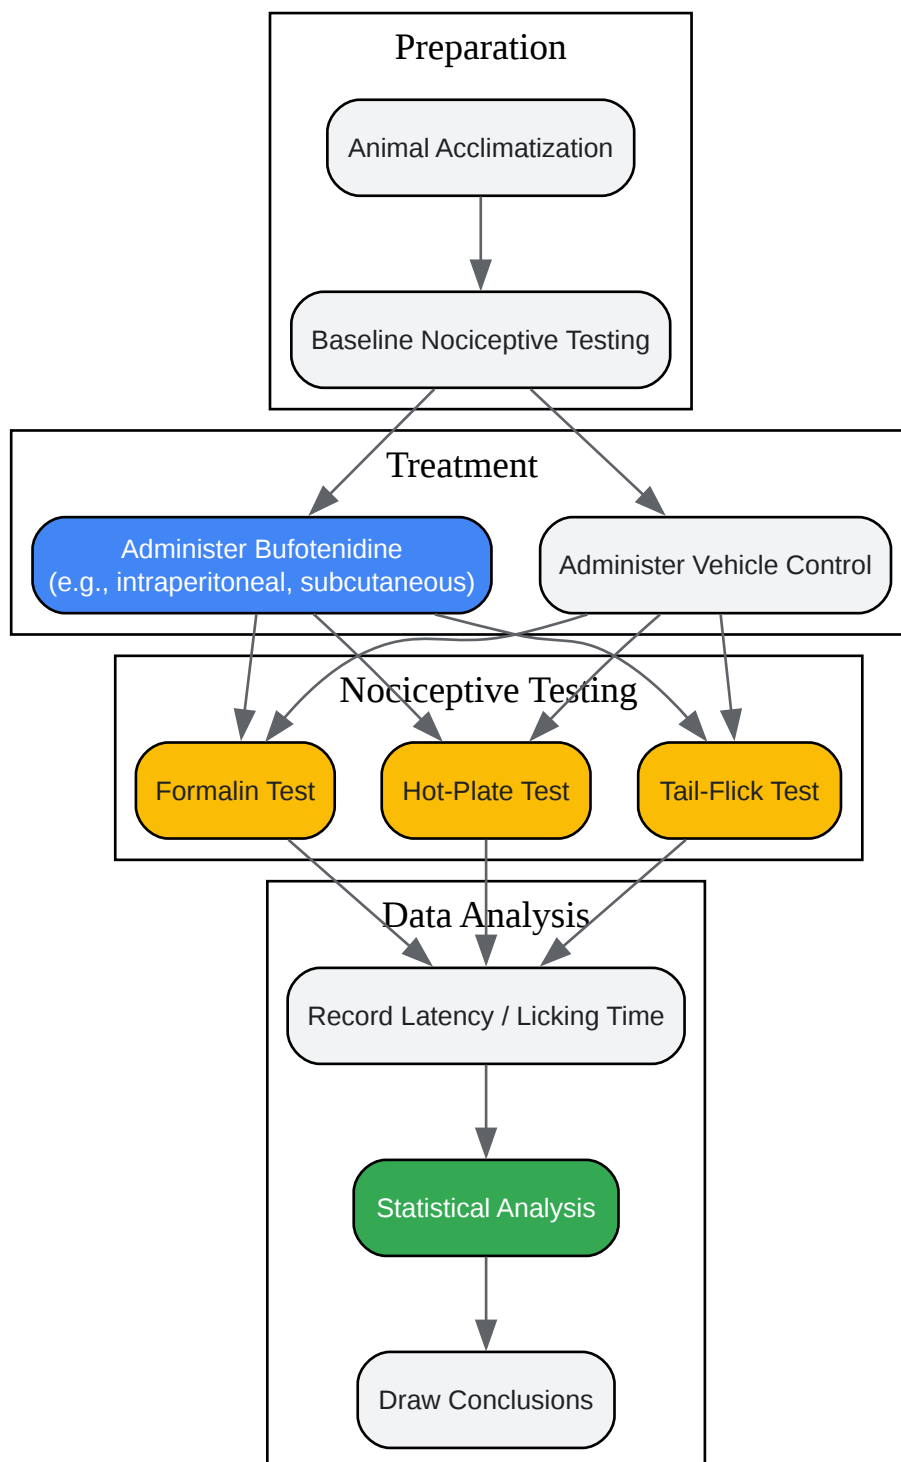 Preparation
Animal Acclimatization
Baseline Nociceptive Testing
Treatment
Administer Bufotenidine
(e.g., intraperitoneal, subcutaneous)
Administer Vehicle Control
Nociceptive Testing
Formalin Test
Hot-Plate Test
Tail-Flick Test
Data Analysis
Record Latency / Licking Time
Statistical Analysis
Draw Conclusions